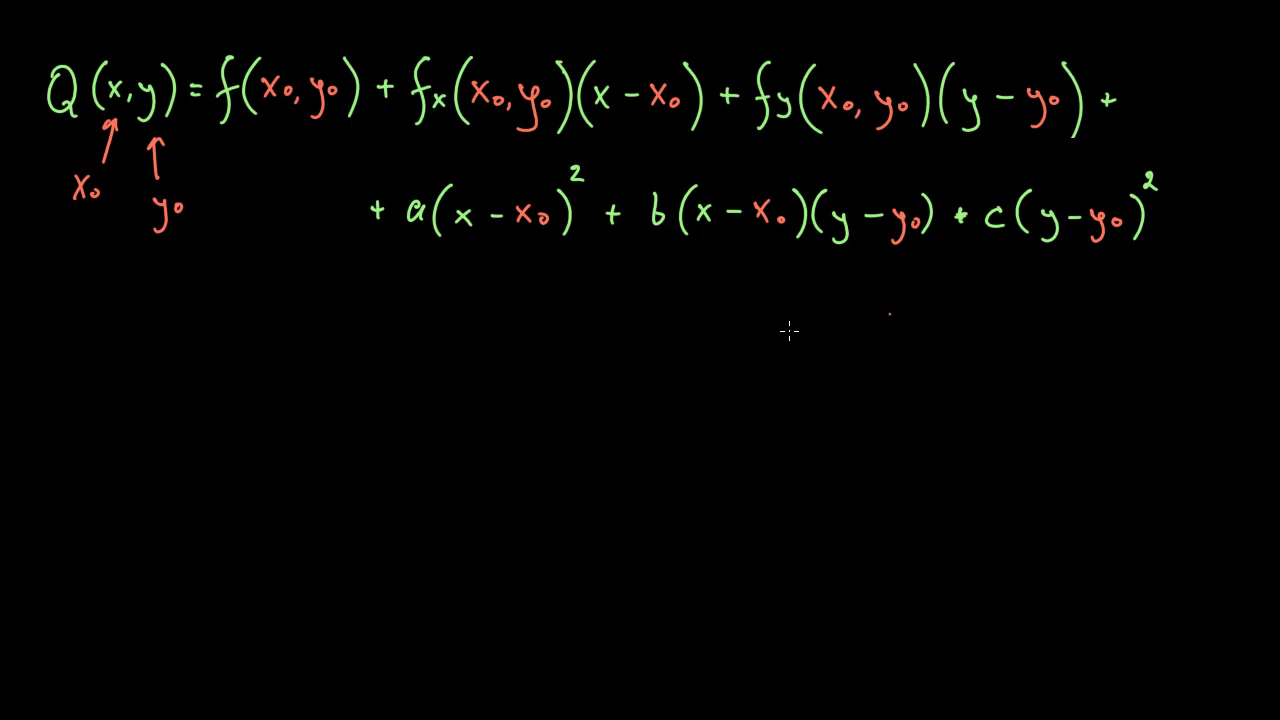 Q(x,y) = f(x₀,y₀) + fₓ(x₀,y₀)(x − x₀) + f_y(x₀,y₀)(y − y₀) +
x₀ y₀
+ a(x − x₀)² + b(x − x₀)(y − y₀) + c(y − y₀)²